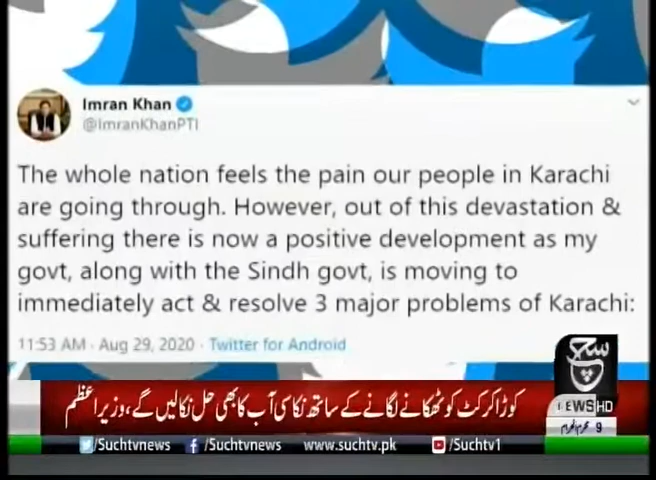 Imran Khan
@ImranKhanPTI
The whole nation feels the pain our people in Karachi
are going through. However, out of this devastation &
suffering there is now a positive development as my
govt, along with the Sindh govt, is moving to
immediately act & resolve 3 major problems of Karachi:
11:53 AM · Aug 29, 2020 · Twitter for Android
سچ
NEWS HD
کوڑا کرکٹ کو ٹھکانے لگانے کے ساتھ نکاسی آب کا بھی حل نکالیں گے، وزیراعظم
9 محرم الحرام
/Suchtvnews /Suchtvnews www.suchtv.pk /Suchtv1